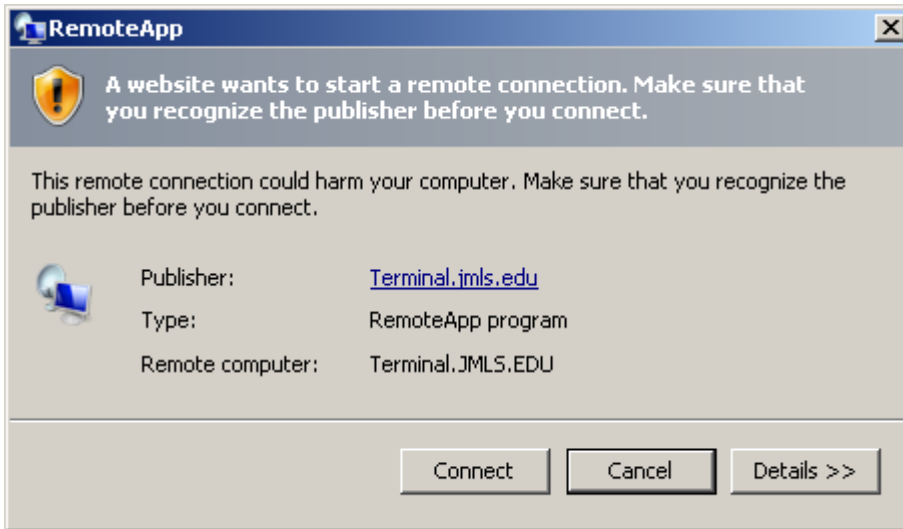 RemoteApp
A website wants to start a remote connection. Make sure that
you recognize the publisher before you connect.
This remote connection could harm your computer. Make sure that you recognize the
publisher before you connect.
Publisher: Terminal.jmls.edu
Type: RemoteApp program
Remote computer: Terminal.JMLS.EDU
Connect Cancel Details >>